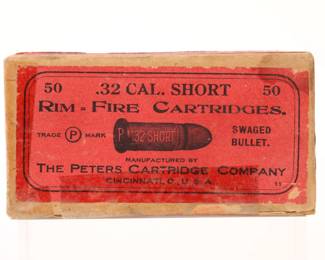 50 .32 CAL. SHORT 50
RIM-FIRE CARTRIDGES.
TRADE P MARK
P .32 SHORT
SWAGED
BULLET.
MANUFACTURED BY
THE PETERS CARTRIDGE COMPANY
CINCINNATI, O., U.S.A.